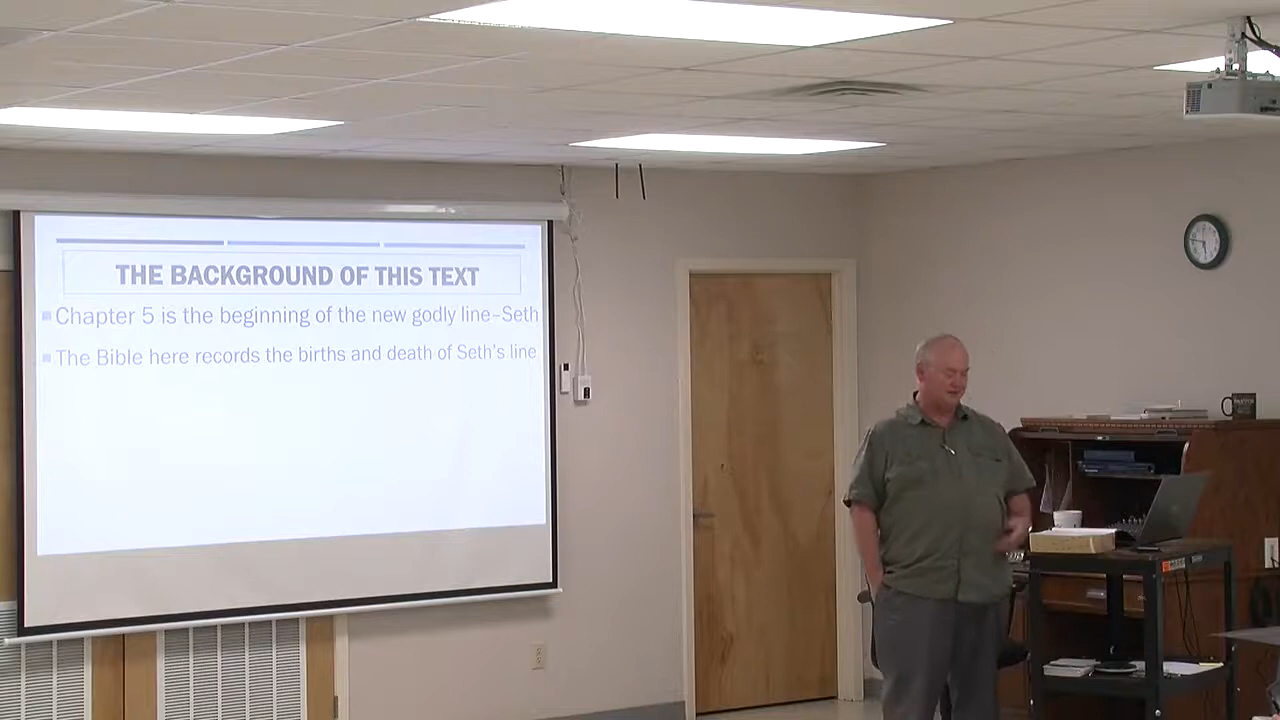 THE BACKGROUND OF THIS TEXT
Chapter 5 is the beginning of the new godly line–Seth
The Bible here records the births and death of Seth's line